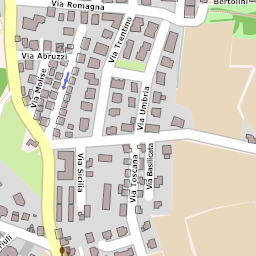 Via Romagna
Bertolini
Via Trentino
Via Abruzzi
Via Molise
Via Umbria
Via Sicilia
Via Toscana
Via Basilicata